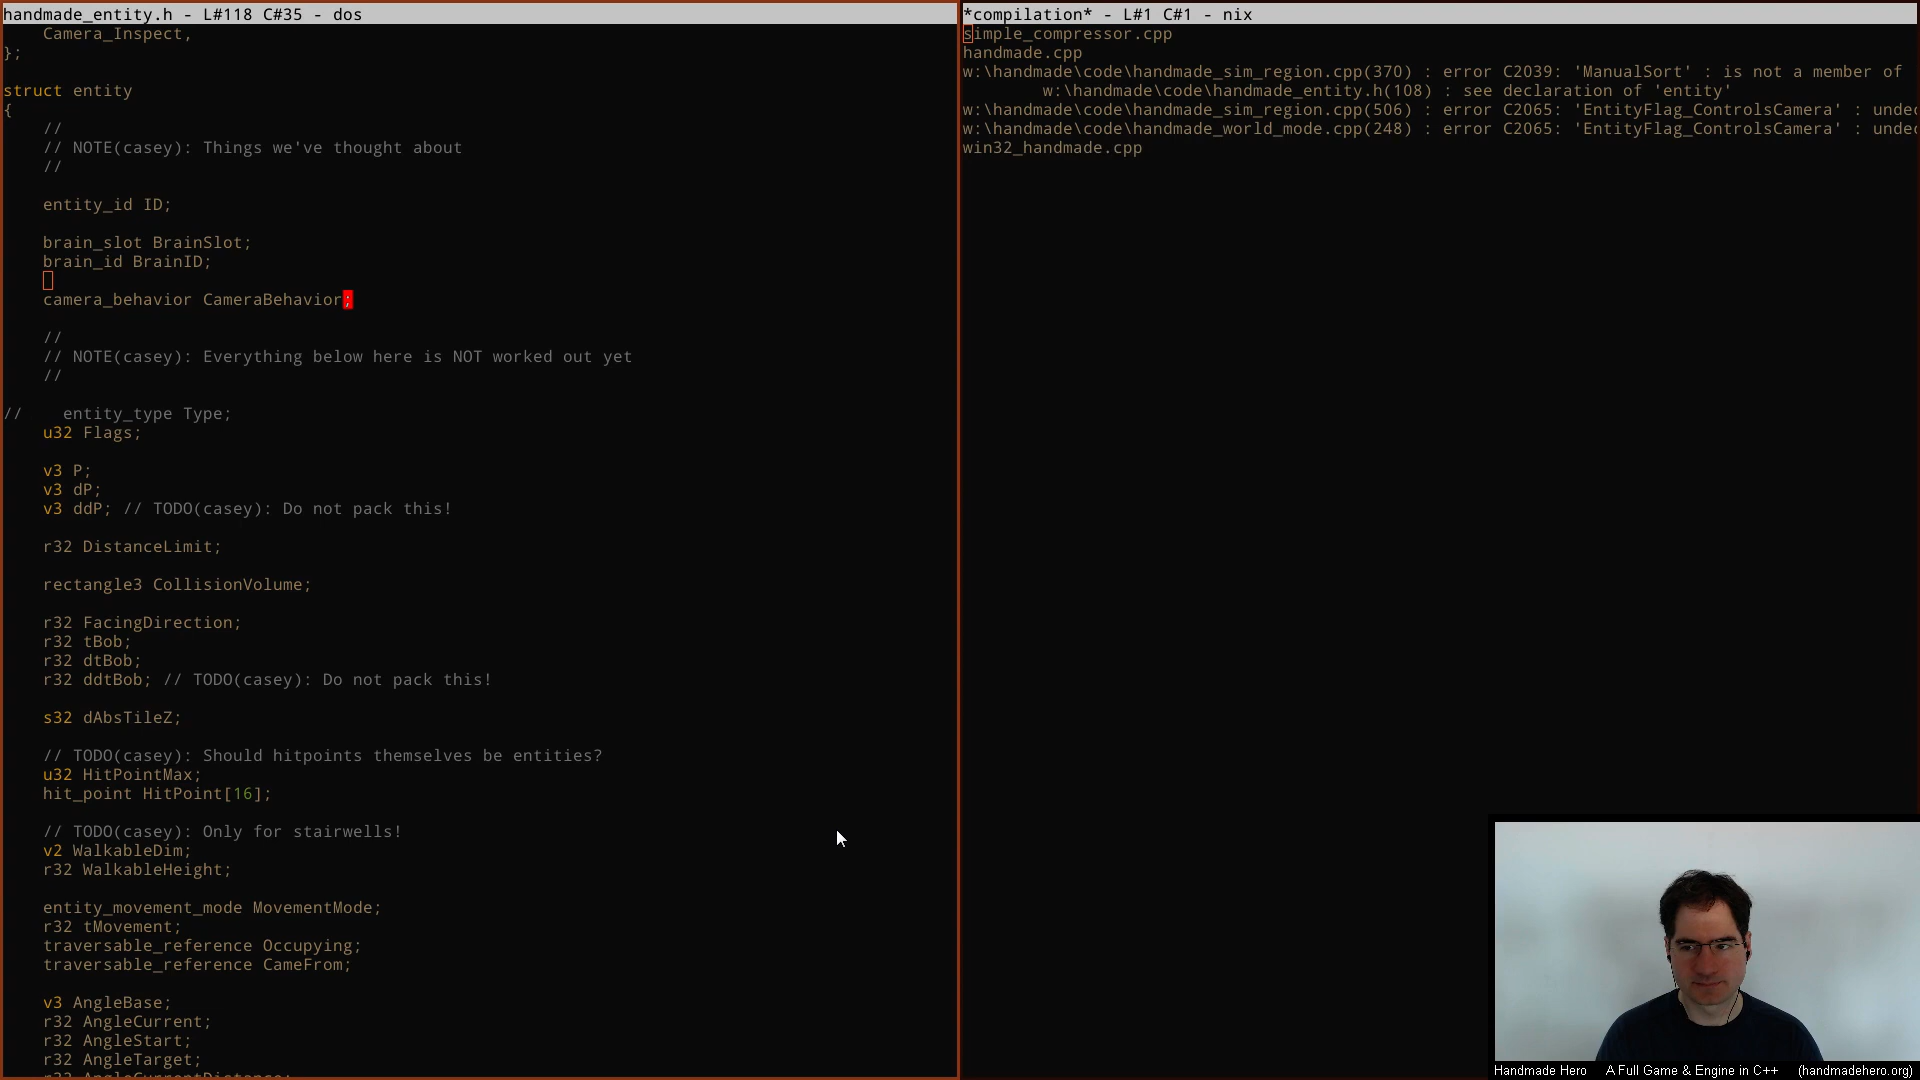 handmade_entity.h - L#118 C#35 - dos
Camera_Inspect,
};
struct entity
{
//
// NOTE(casey): Things we've thought about
//
entity_id ID;
brain_slot BrainSlot;
brain_id BrainID;
camera_behavior CameraBehavior;
//
// NOTE(casey): Everything below here is NOT worked out yet
//
//    entity_type Type;
u32 Flags;
v3 P;
v3 dP;
v3 ddP; // TODO(casey): Do not pack this!
r32 DistanceLimit;
rectangle3 CollisionVolume;
r32 FacingDirection;
r32 tBob;
r32 dtBob;
r32 ddtBob; // TODO(casey): Do not pack this!
s32 dAbsTileZ;
// TODO(casey): Should hitpoints themselves be entities?
u32 HitPointMax;
hit_point HitPoint[16];
// TODO(casey): Only for stairwells!
v2 WalkableDim;
r32 WalkableHeight;
entity_movement_mode MovementMode;
r32 tMovement;
traversable_reference Occupying;
traversable_reference CameFrom;
v3 AngleBase;
r32 AngleCurrent;
r32 AngleStart;
r32 AngleTarget;
r32 AngleCurrentDistance;
*compilation* - L#1 C#1 - nix
simple_compressor.cpp
handmade.cpp
w:\handmade\code\handmade_sim_region.cpp(370) : error C2039: 'ManualSort' : is not a member of
w:\handmade\code\handmade_entity.h(108) : see declaration of 'entity'
w:\handmade\code\handmade_sim_region.cpp(506) : error C2065: 'EntityFlag_ControlsCamera' : undec
w:\handmade\code\handmade_world_mode.cpp(248) : error C2065: 'EntityFlag_ControlsCamera' : undec
win32_handmade.cpp
Handmade Hero A Full Game & Engine in C++ (handmadehero.org)